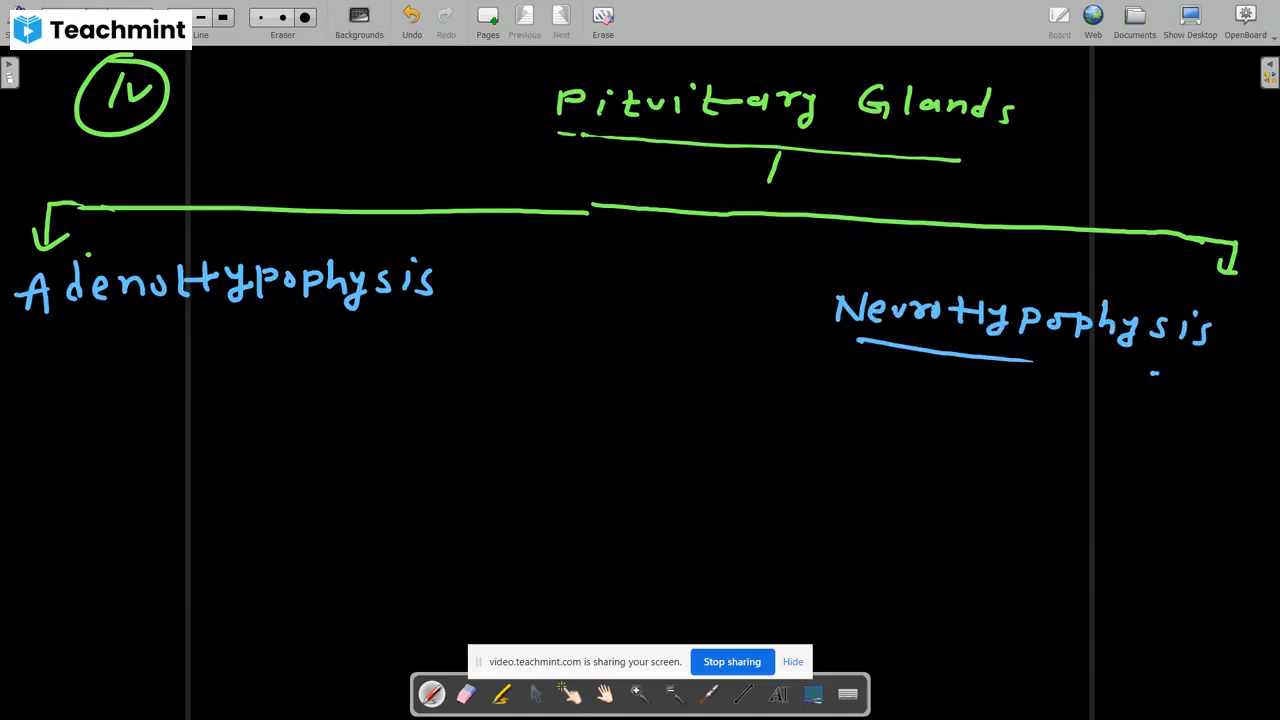 Teachmint
Line
Eraser
Backgrounds
Undo
Redo
Pages
Previous
Next
Erase
Board
Web
Documents
Show Desktop
OpenBoard
IV
Pituitary Glands
AdenoHypophysis
NeuroHypophysis
video.teachmint.com is sharing your screen.
Stop sharing
Hide